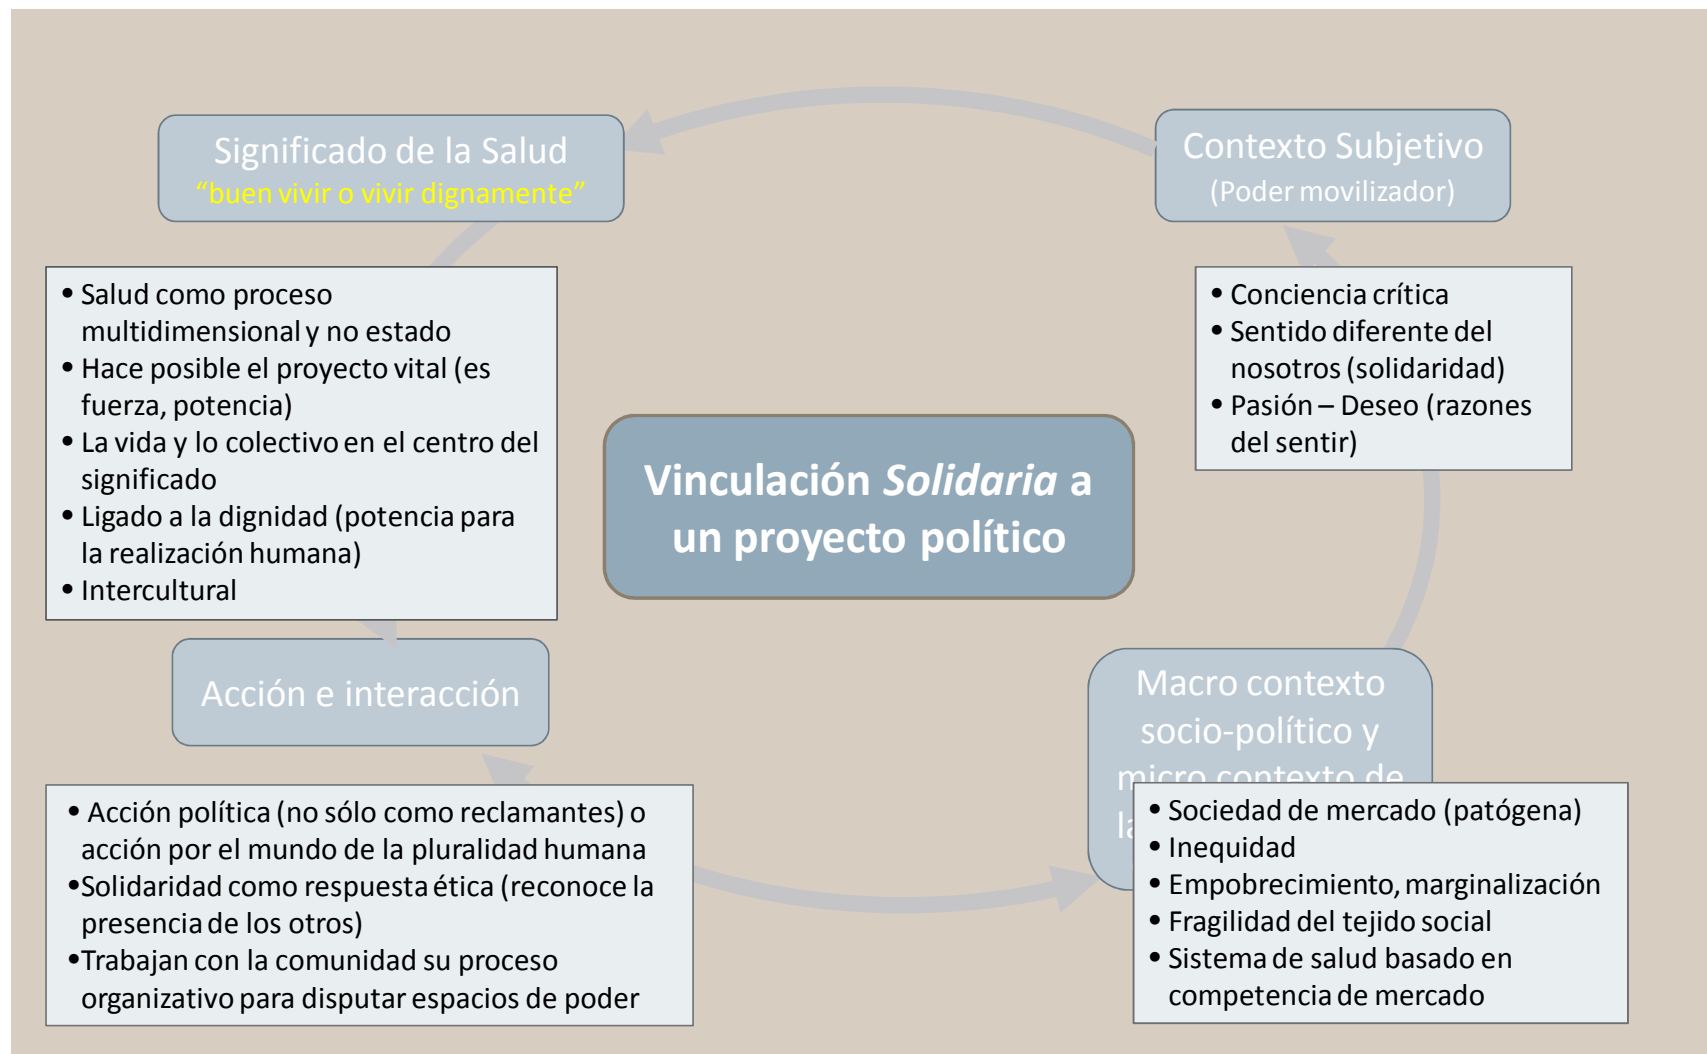 Significado de la Salud
“buen vivir o vivir dignamente”
Contexto Subjetivo
(Poder movilizador)
• Salud como proceso
multidimensional y no estado
• Hace posible el proyecto vital (es
fuerza, potencia)
• La vida y lo colectivo en el centro del
significado
• Ligado a la dignidad (potencia para
la realización humana)
• Intercultural
• Conciencia crítica
• Sentido diferente del
nosotros (solidaridad)
• Pasión – Deseo (razones
del sentir)
Vinculación Solidaria a
un proyecto político
Acción e interacción
Macro contexto
socio-político y
micro contexto de
• Acción política (no sólo como reclamantes) o
acción por el mundo de la pluralidad humana
•Solidaridad como respuesta ética (reconoce la
presencia de los otros)
•Trabajan con la comunidad su proceso
organizativo para disputar espacios de poder
• Sociedad de mercado (patógena)
• Inequidad
• Empobrecimiento, marginalización
• Fragilidad del tejido social
• Sistema de salud basado en
competencia de mercado